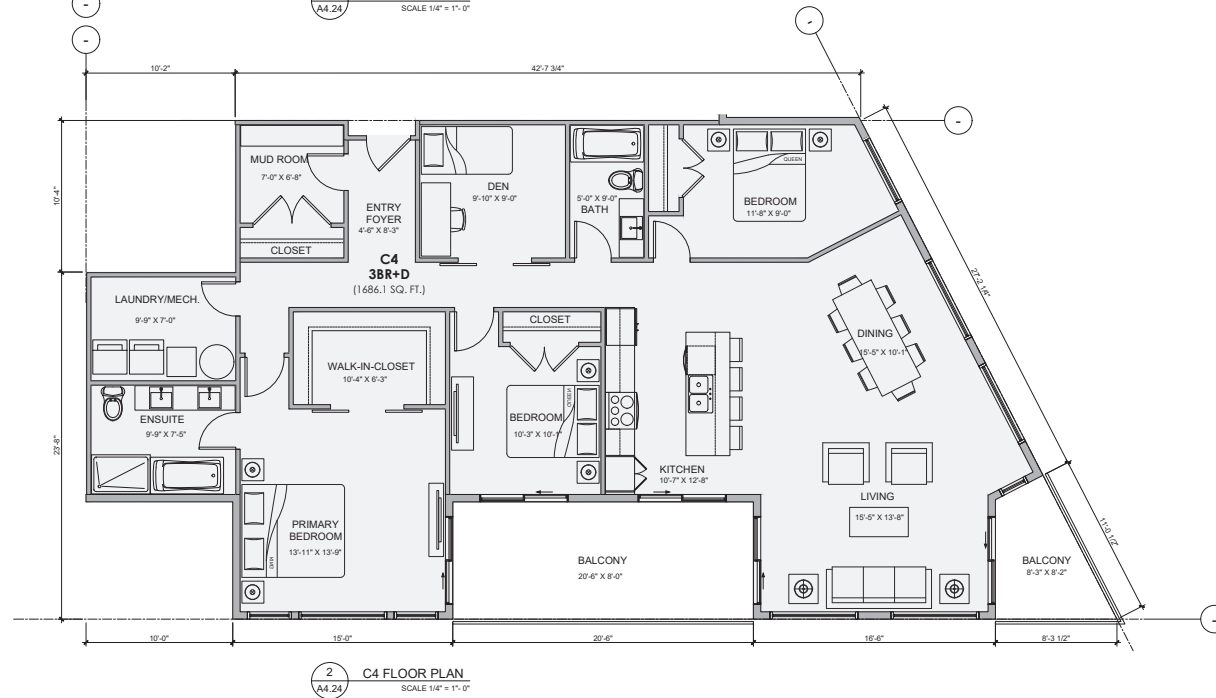 -
A4.24
SCALE 1/4" = 1"- 0"
-
-
10'-2"
42'-7 3/4"
-
10'-4"
MUD ROOM
7'-0" X 6'-8"
CLOSET
ENTRY
FOYER
4'-6" X 8'-3"
DEN
9'-10" X 9'-0"
5'-0" X 9'-0"
BATH
QUEEN
BEDROOM
11'-8" X 9'-0"
C4
3BR+D
(1686.1 SQ. FT.)
27'-2 1/4"
LAUNDRY/MECH.
9'-9" X 7'-0"
CLOSET
DINING
15'-5" X 10'-1"
WALK-IN-CLOSET
10'-4" X 6'-3"
23'-8"
ENSUITE
9'-9" X 7'-5"
QUEEN
BEDROOM
10'-3" X 10'-1"
KITCHEN
10'-7" X 12'-8"
LIVING
15'-5" X 13'-8"
PRIMARY
BEDROOM
13'-11" X 13'-9"
KING
BALCONY
20'-6" X 8'-0"
BALCONY
8'-3" X 8'-2"
11'-0 1/2"
-
10'-0"
15'-0"
20'-6"
16'-6"
8'-3 1/2"
2
A4.24
C4 FLOOR PLAN
SCALE 1/4" = 1"- 0"